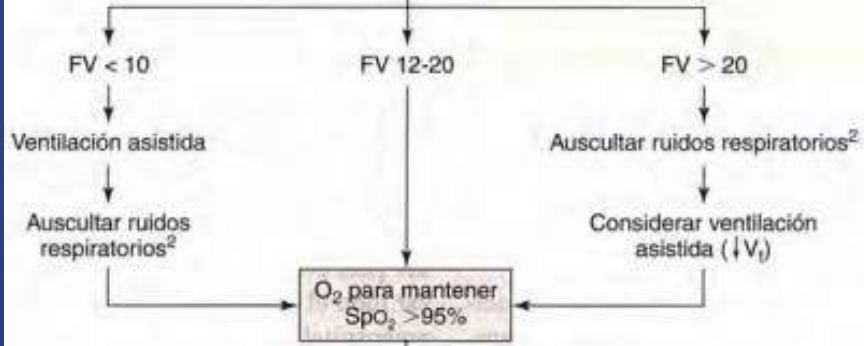 FV < 10
FV 12-20
FV > 20
Ventilación asistida
Auscultar ruidos respiratorios²
Auscultar ruidos
respiratorios²
Considerar ventilación
asistida (↓Vₜ)
O₂ para mantener
SpO₂ >95%